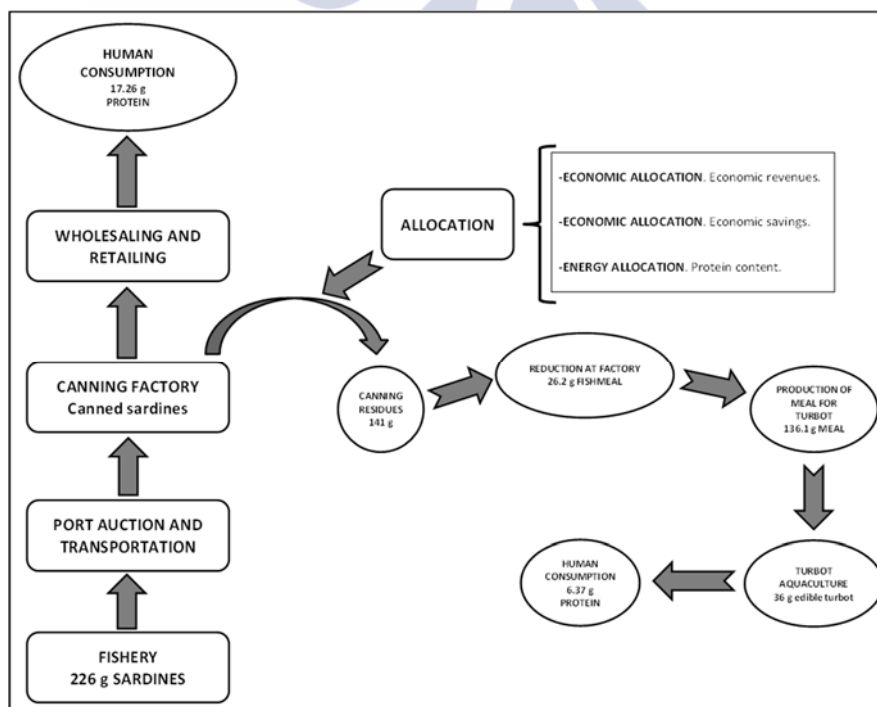 HUMAN
CONSUMPTION
17.26 g
PROTEIN
WHOLESALING AND
RETAILING
CANNING FACTORY
Canned sardines
PORT AUCTION AND
TRANSPORTATION
FISHERY
226 g SARDINES
ALLOCATION
-ECONOMIC ALLOCATION. Economic revenues.
-ECONOMIC ALLOCATION. Economic savings.
-ENERGY ALLOCATION. Protein content.
CANNING
RESIDUES
141 g
REDUCTION AT FACTORY
26.2 g FISHMEAL
PRODUCTION OF
MEAL FOR
TURBOT
136.1 g MEAL
TURBOT
AQUACULTURE
36 g edible turbot
HUMAN
CONSUMPTION
6.37 g
PROTEIN